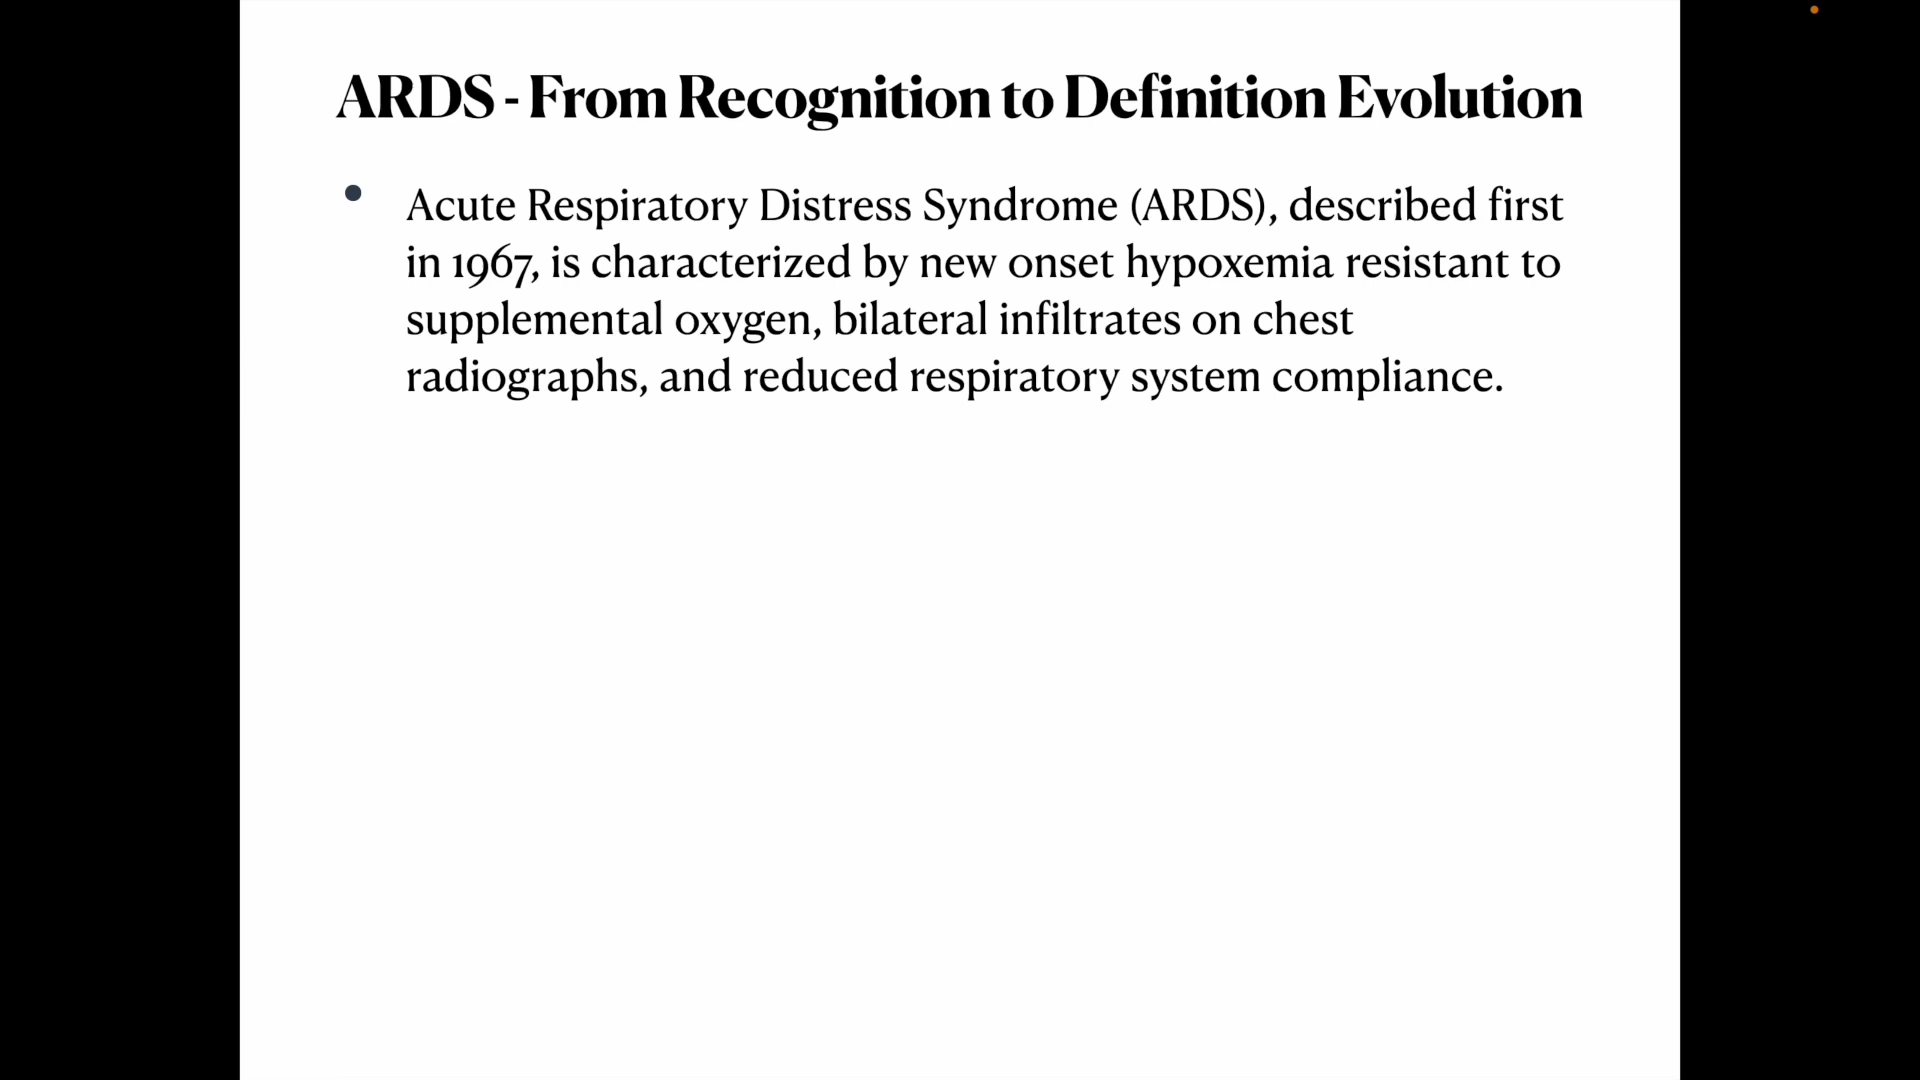 ARDS - From Recognition to Definition Evolution
• Acute Respiratory Distress Syndrome (ARDS), described first
in 1967, is characterized by new onset hypoxemia resistant to
supplemental oxygen, bilateral infiltrates on chest
radiographs, and reduced respiratory system compliance.